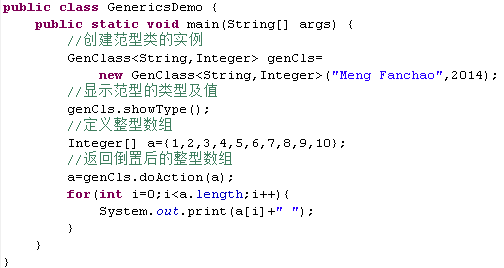 public class GenericsDemo {
    public static void main(String[] args) {
        //创建范型类的实例
        GenClass<String,Integer> genCls=
            new GenClass<String,Integer>("Meng Fanchao",2014);
        //显示范型的类型及值
        genCls.showType();
        //定义整型数组
        Integer[] a={1,2,3,4,5,6,7,8,9,10};
        //返回倒置后的整型数组
        a=genCls.doAction(a);
        for(int i=0;i<a.length;i++){
            System.out.print(a[i]+" ");
        }
    }
}